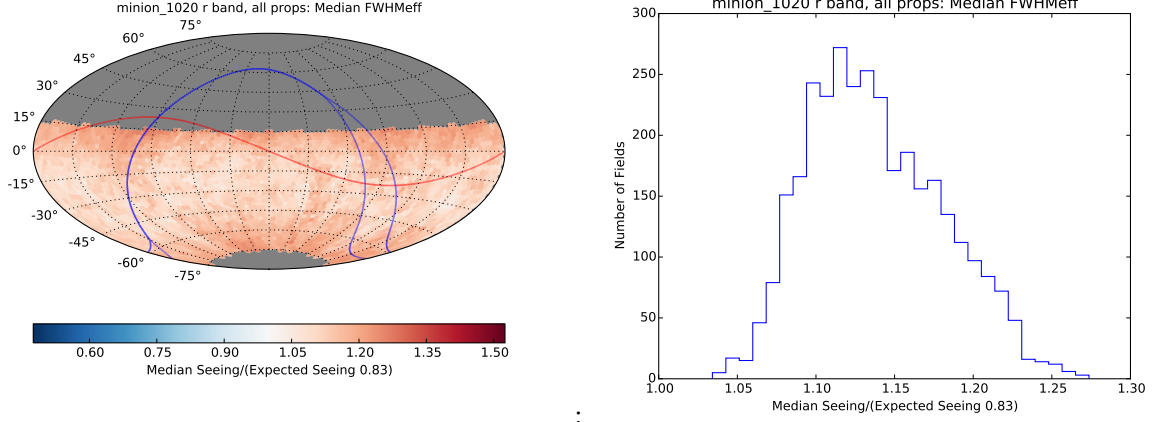 minion_1020 r band, all props: Median FWHMeff
75°
60°
45°
30°
15°
0°
-15°
-30°
-45°
-60°
-75°
0.60 0.75 0.90 1.05 1.20 1.35 1.50
Median Seeing/(Expected Seeing 0.83)
minion_1020 r band, all props: Median FWHMeff
300
250
200
150
100
50
0
Number of Fields
1.00 1.05 1.10 1.15 1.20 1.25 1.30
Median Seeing/(Expected Seeing 0.83)